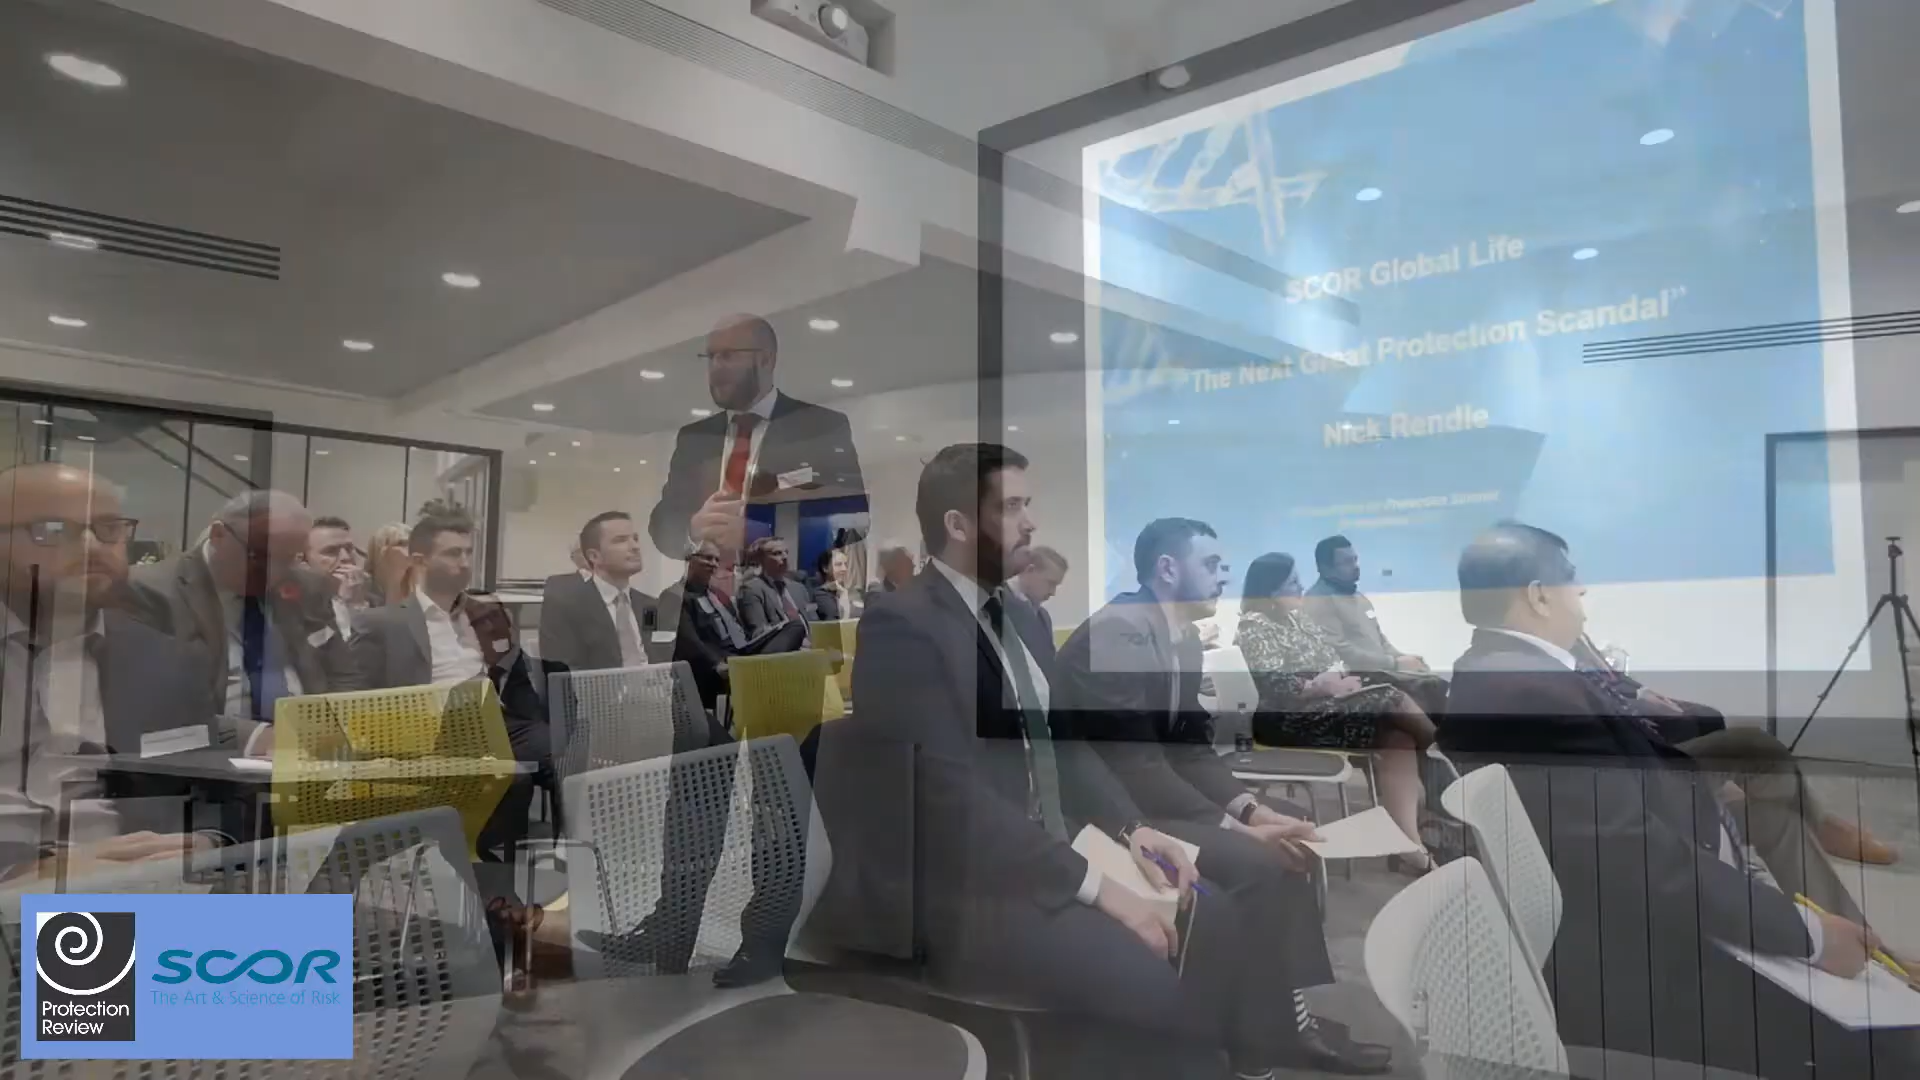 SCOR Global Life
"The Next Great Protection Scandal"
Nick Rendle
Protection
Review
SCOR
The Art & Science of Risk